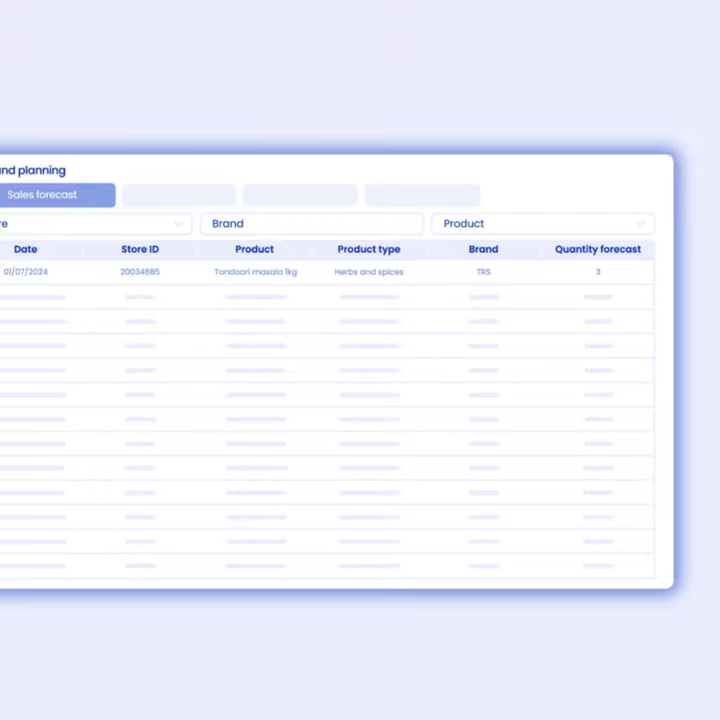 nd planning
Sales forecast
re Brand Product
Date Store ID Product Product type Brand Quantity forecast
01/07/2024 20034685 Tandoori masala 1kg Herbs and spices TRS 3